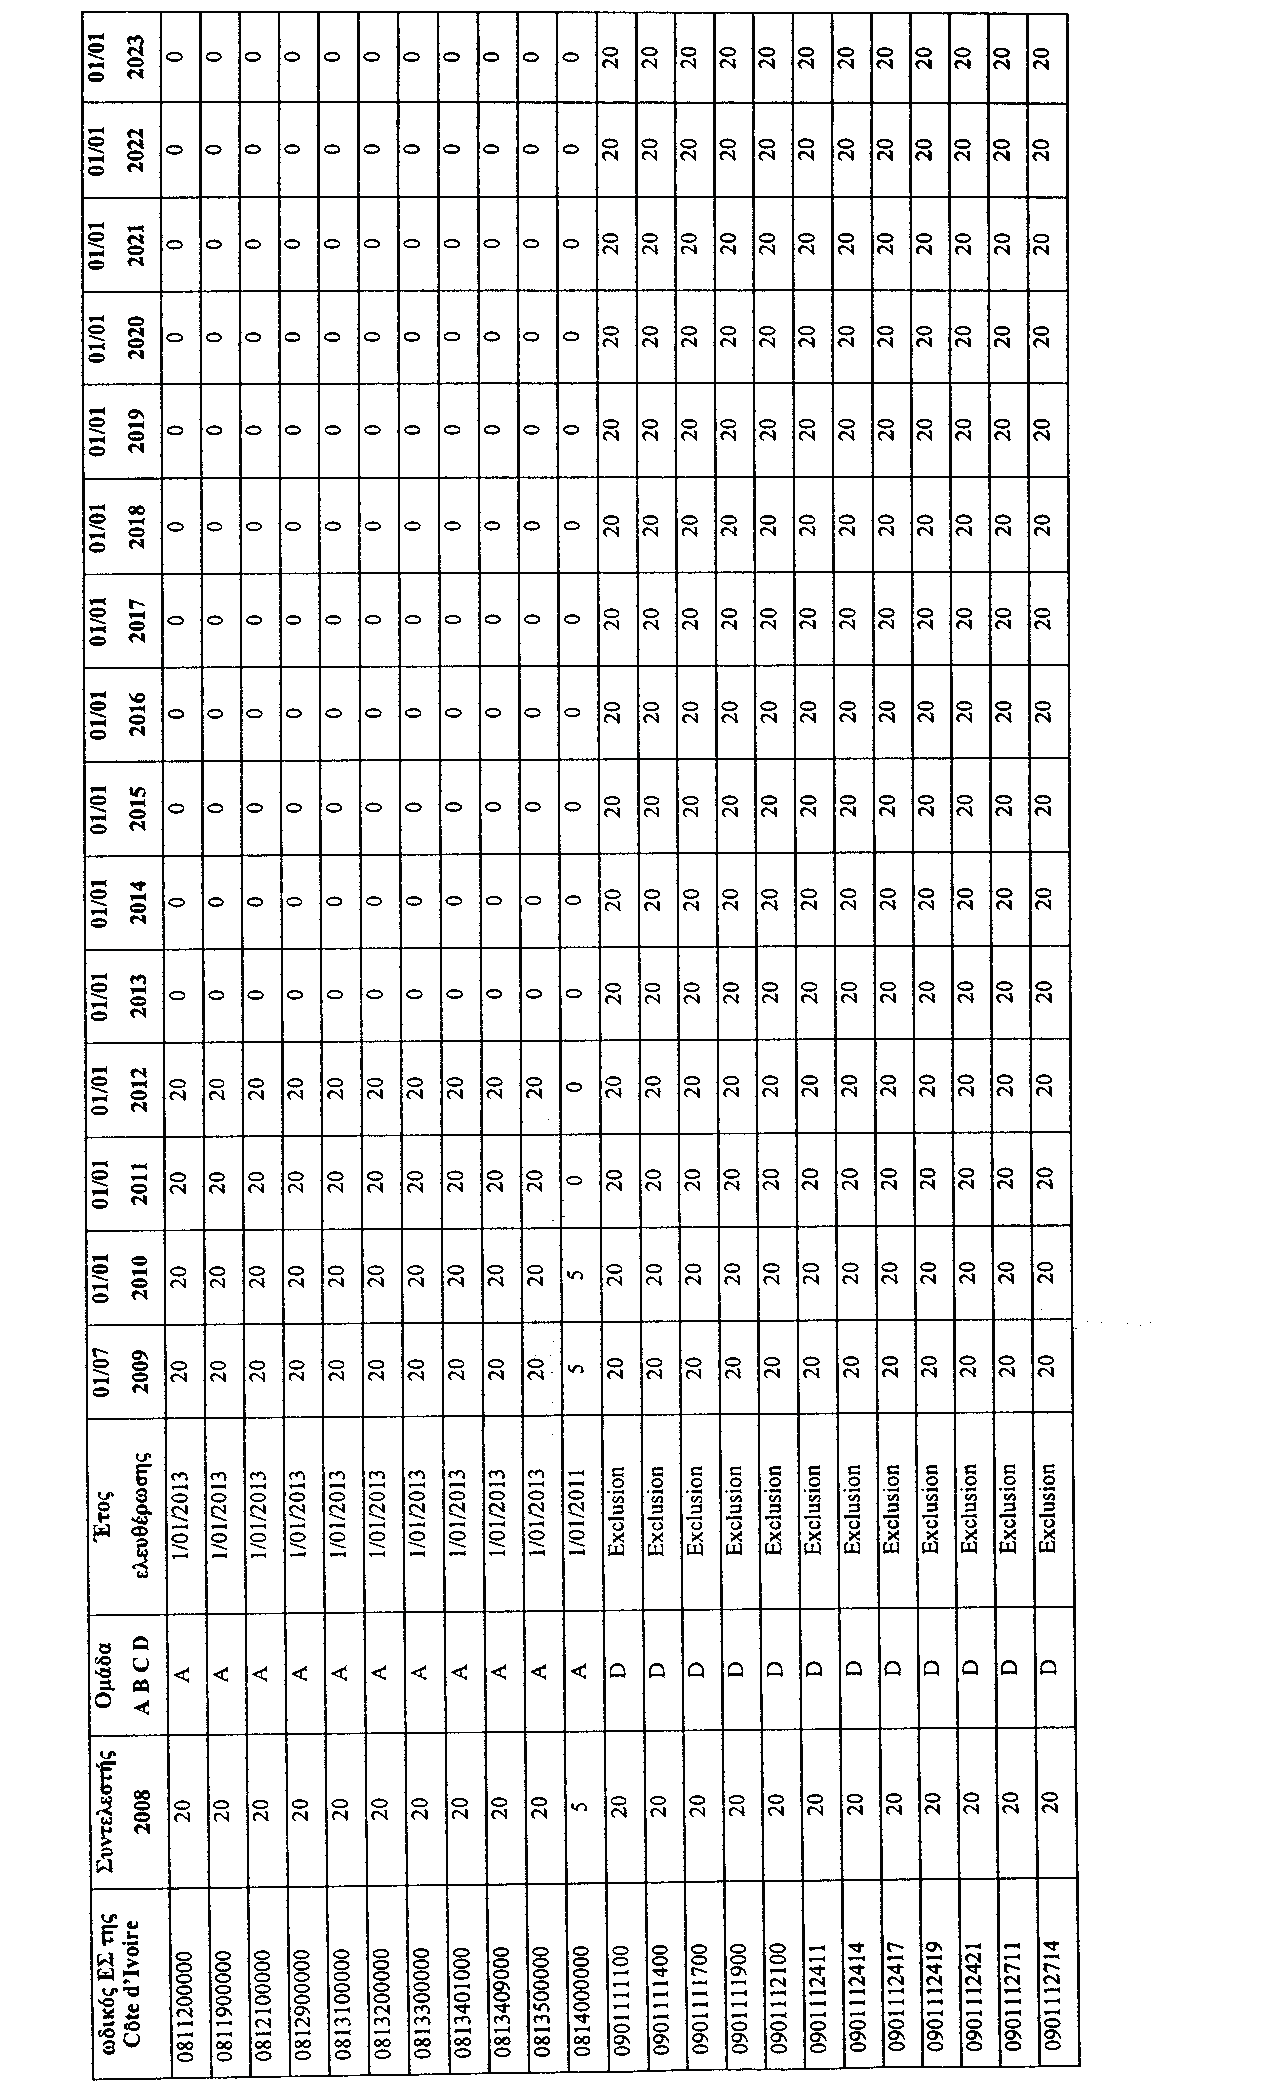 ωδικός ΕΣ της Côte d'Ivoire | Συντελεστής 2008 | Ομάδα A B C D | Έτος ελευθέρωσης | 01/07 2009 | 01/01 2010 | 01/01 2011 | 01/01 2012 | 01/01 2013 | 01/01 2014 | 01/01 2015 | 01/01 2016 | 01/01 2017 | 01/01 2018 | 01/01 2019 | 01/01 2020 | 01/01 2021 | 01/01 2022 | 01/01 2023
0811200000 20 A 1/01/2013 20 20 20 20 0 0 0 0 0 0 0 0 0 0 0
0811900000 20 A 1/01/2013 20 20 20 20 0 0 0 0 0 0 0 0 0 0 0
0812100000 20 A 1/01/2013 20 20 20 20 0 0 0 0 0 0 0 0 0 0 0
0812900000 20 A 1/01/2013 20 20 20 20 0 0 0 0 0 0 0 0 0 0 0
0813100000 20 A 1/01/2013 20 20 20 20 0 0 0 0 0 0 0 0 0 0 0
0813200000 20 A 1/01/2013 20 20 20 20 0 0 0 0 0 0 0 0 0 0 0
0813300000 20 A 1/01/2013 20 20 20 20 0 0 0 0 0 0 0 0 0 0 0
0813401000 20 A 1/01/2013 20 20 20 20 0 0 0 0 0 0 0 0 0 0 0
0813409000 20 A 1/01/2013 20 20 20 20 0 0 0 0 0 0 0 0 0 0 0
0813500000 20 A 1/01/2013 20 20 20 20 0 0 0 0 0 0 0 0 0 0 0
0814000000 5 A 1/01/2011 5 5 0 0 0 0 0 0 0 0 0 0 0 0 0
0901111100 20 D Exclusion 20 20 20 20 20 20 20 20 20 20 20 20 20 20 20
0901111400 20 D Exclusion 20 20 20 20 20 20 20 20 20 20 20 20 20 20 20
0901111700 20 D Exclusion 20 20 20 20 20 20 20 20 20 20 20 20 20 20 20
0901111900 20 D Exclusion 20 20 20 20 20 20 20 20 20 20 20 20 20 20 20
0901112100 20 D Exclusion 20 20 20 20 20 20 20 20 20 20 20 20 20 20 20
0901112411 20 D Exclusion 20 20 20 20 20 20 20 20 20 20 20 20 20 20 20
0901112414 20 D Exclusion 20 20 20 20 20 20 20 20 20 20 20 20 20 20 20
0901112417 20 D Exclusion 20 20 20 20 20 20 20 20 20 20 20 20 20 20 20
0901112419 20 D Exclusion 20 20 20 20 20 20 20 20 20 20 20 20 20 20 20
0901112421 20 D Exclusion 20 20 20 20 20 20 20 20 20 20 20 20 20 20 20
0901112711 20 D Exclusion 20 20 20 20 20 20 20 20 20 20 20 20 20 20 20
0901112714 20 D Exclusion 20 20 20 20 20 20 20 20 20 20 20 20 20 20 20